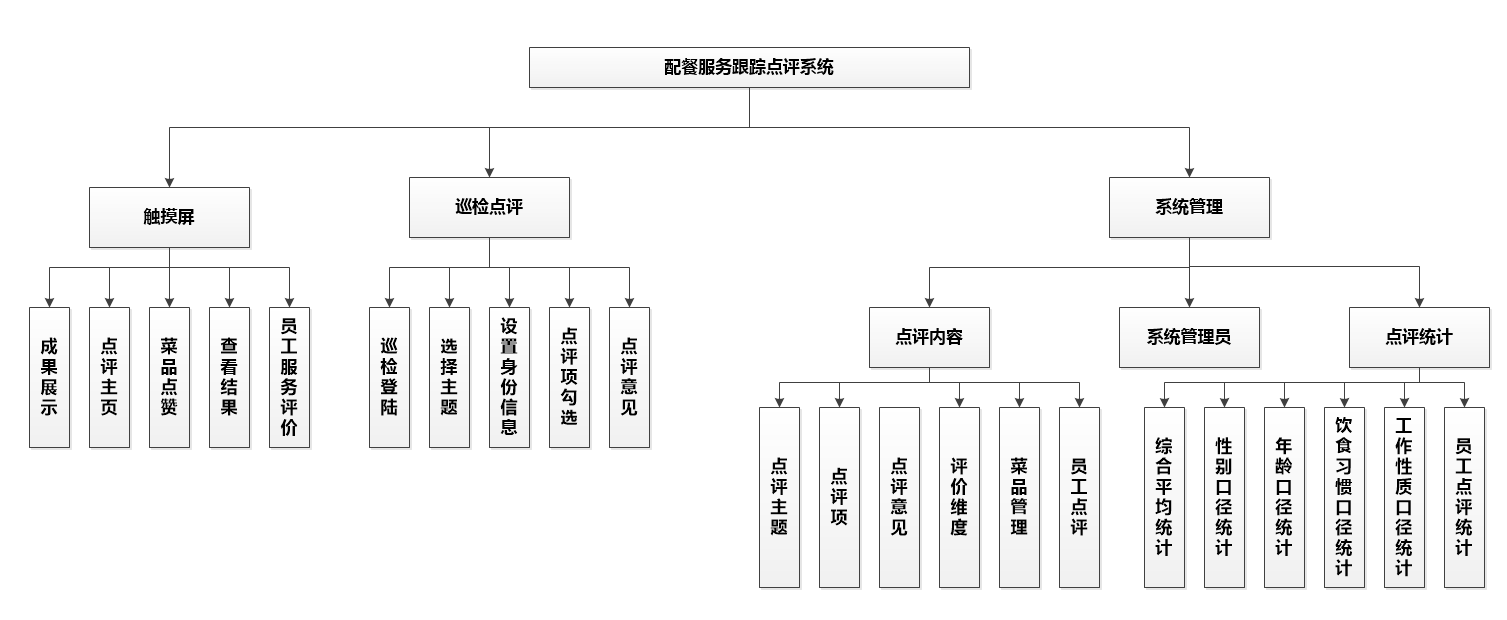 配餐服务跟踪点评系统
触摸屏
巡检点评
系统管理
成果展示
点评主页
菜品点赞
查看结果
员工服务评价
巡检登陆
选择主题
设置身份信息
点评项勾选
点评意见
点评内容
系统管理员
点评统计
点评主题
点评项
点评意见
评价维度
菜品管理
员工点评
综合平均统计
性别口径统计
年龄口径统计
饮食习惯口径统计
工作性质口径统计
员工点评统计